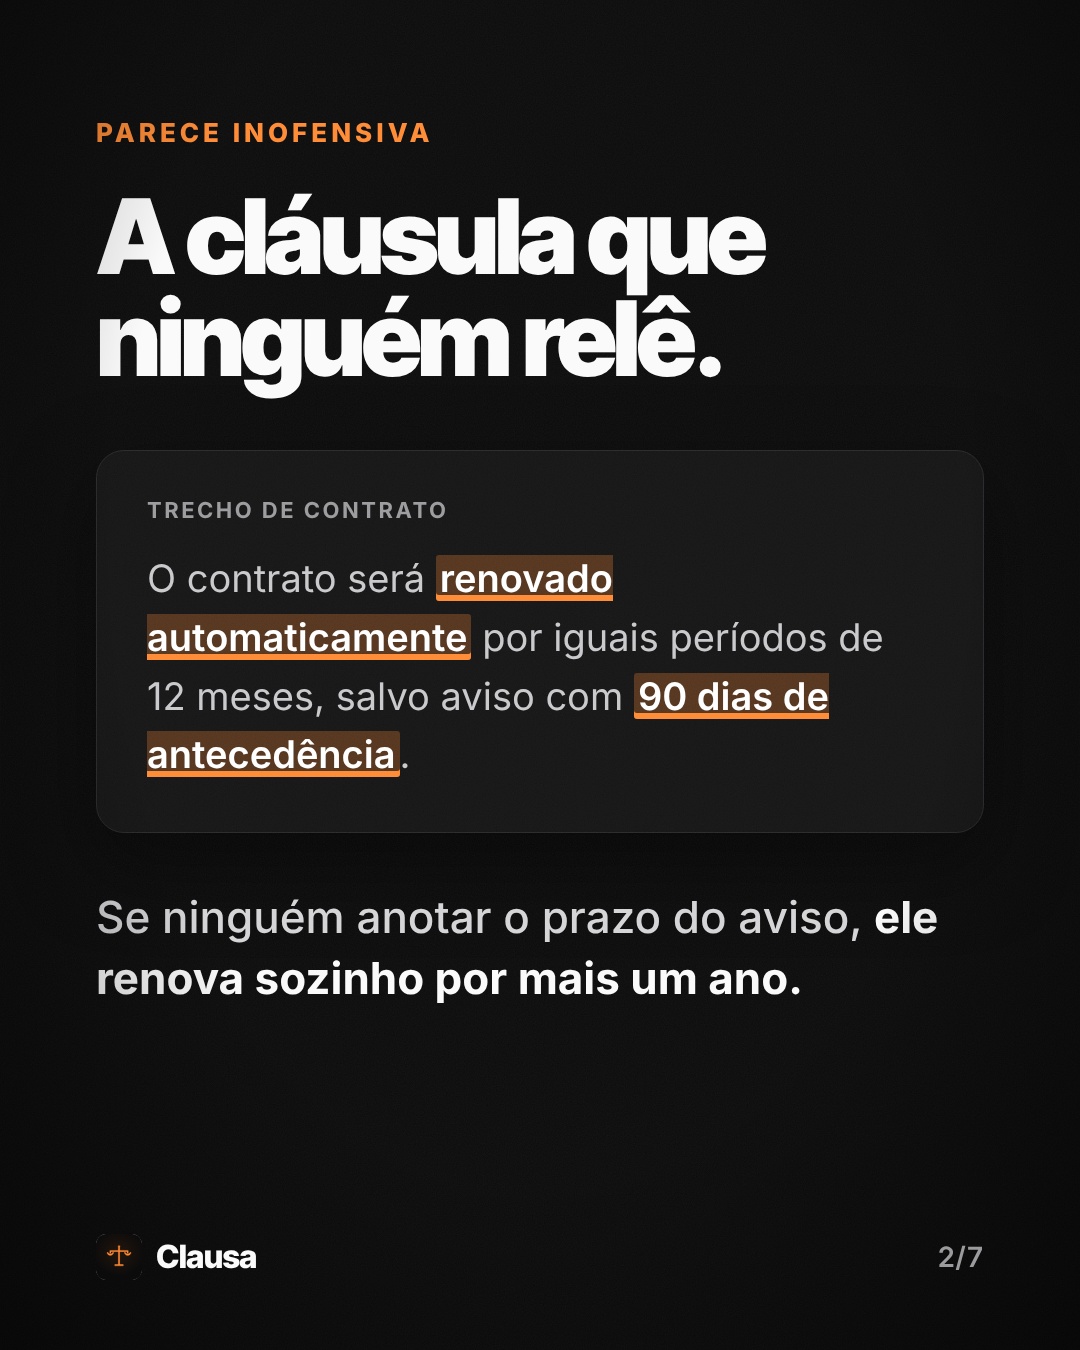 PARECE INOFENSIVA
A cláusula que
ninguém relê.
TRECHO DE CONTRATO
O contrato será renovado
automaticamente por iguais períodos de
12 meses, salvo aviso com 90 dias de
antecedência.
Se ninguém anotar o prazo do aviso, ele
renova sozinho por mais um ano.
Clausa
2/7